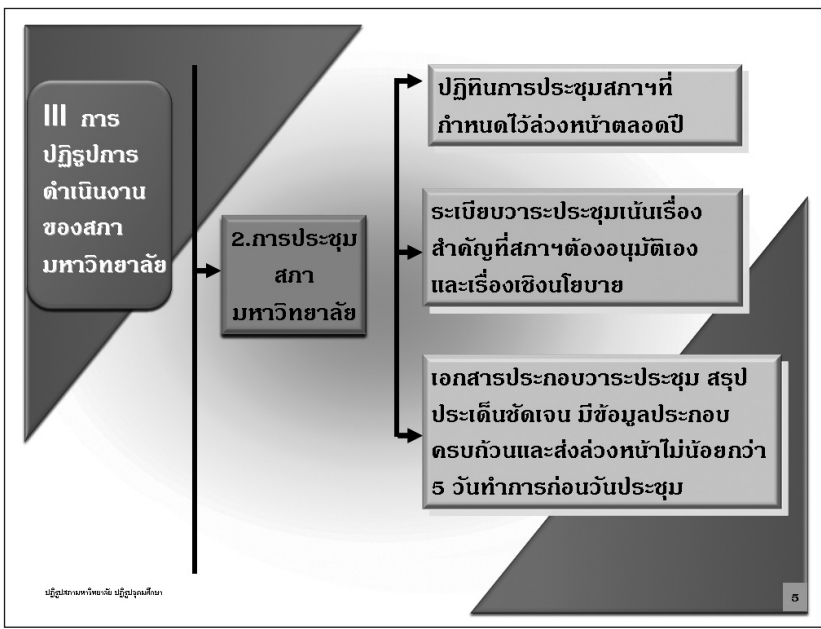 III การ
ปฏิรูปการ
ดำเนินงาน
ของสภา
มหาวิทยาลัย
2.การประชุม
สภา
มหาวิทยาลัย
ปฏิทินการประชุมสภาฯที่
กำหนดไว้ล่วงหน้าตลอดปี
ระเบียบวาระประชุมเน้นเรื่อง
สำคัญที่สภาฯต้องอนุมัติเอง
และเรื่องเชิงนโยบาย
เอกสารประกอบวาระประชุม สรุป
ประเด็นชัดเจน มีข้อมูลประกอบ
ครบถ้วนและส่งล่วงหน้าไม่น้อยกว่า
5 วันทำการก่อนวันประชุม
ปฏิรูปสภามหาวิทยาลัย ปฏิรูปอุดมศึกษา
5